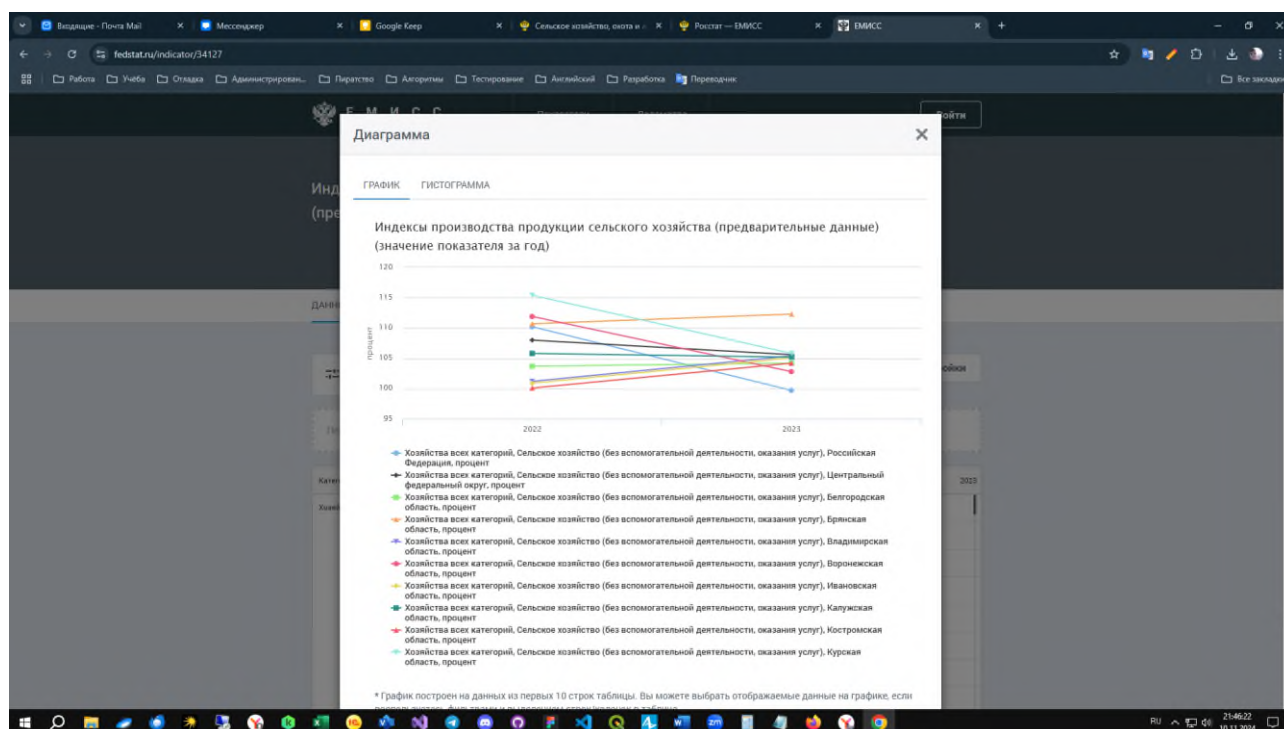 Входящие - Почта Mail
Мессенджер
Google Keep
Сельское хозяйство, охота и
Росстат — ЕМИСС
ЕМИСС
fedstat.ru/indicator/34127
Работа Учёба Отладка Администрирован... Пиратство Алгоритмы Тестирование Английский Разработка Переводчик
Все закладки
Е М И С С
Войти
Диаграмма
ГРАФИК ГИСТОГРАММА
Индексы производства продукции сельского хозяйства (предварительные данные)
(значение показателя за год)
120
115
110
процент
105
100
95
2022 2023
Хозяйства всех категорий, Сельское хозяйство (без вспомогательной деятельности, оказания услуг), Российская
Федерация, процент
Хозяйства всех категорий, Сельское хозяйство (без вспомогательной деятельности, оказания услуг), Центральный
федеральный округ, процент
Хозяйства всех категорий, Сельское хозяйство (без вспомогательной деятельности, оказания услуг), Белгородская
область, процент
Хозяйства всех категорий, Сельское хозяйство (без вспомогательной деятельности, оказания услуг), Брянская
область, процент
Хозяйства всех категорий, Сельское хозяйство (без вспомогательной деятельности, оказания услуг), Владимирская
область, процент
Хозяйства всех категорий, Сельское хозяйство (без вспомогательной деятельности, оказания услуг), Воронежская
область, процент
Хозяйства всех категорий, Сельское хозяйство (без вспомогательной деятельности, оказания услуг), Ивановская
область, процент
Хозяйства всех категорий, Сельское хозяйство (без вспомогательной деятельности, оказания услуг), Калужская
область, процент
Хозяйства всех категорий, Сельское хозяйство (без вспомогательной деятельности, оказания услуг), Костромская
область, процент
Хозяйства всех категорий, Сельское хозяйство (без вспомогательной деятельности, оказания услуг), Курская
область, процент
* График построен на данных из первых 10 строк таблицы. Вы можете выбрать отображаемые данные на графике, если
Инд
(пре
2023
RU
21:46:22
10.11.2024